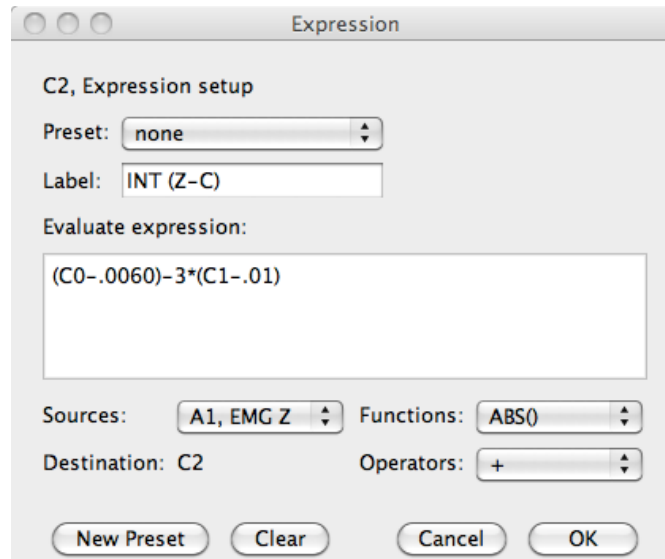 Expression
C2, Expression setup
Preset: none
Label: INT (Z-C)
Evaluate expression:
(C0-.0060)-3*(C1-.01)
Sources: A1, EMG Z Functions: ABS()
Destination: C2 Operators: +
New Preset Clear Cancel OK